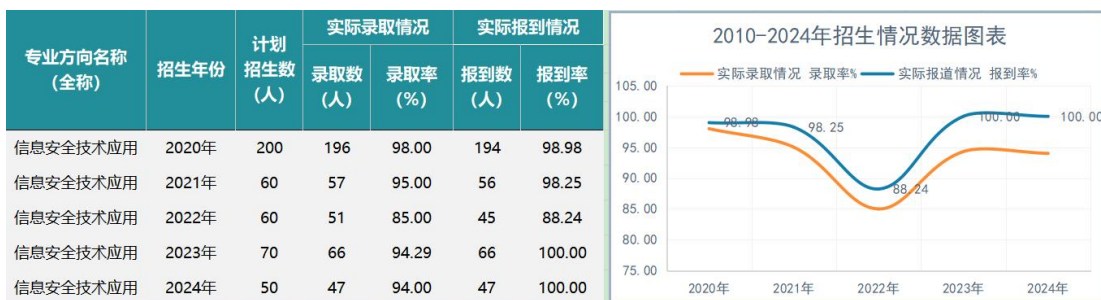 专业方向名称
(全称)
招生年份
计划
招生数
(人)
实际录取情况
实际报到情况
录取数
(人)
录取率
(%)
报到数
(人)
报到率
(%)
信息安全技术应用 2020年 200 196 98.00 194 98.98
信息安全技术应用 2021年 60 57 95.00 56 98.25
信息安全技术应用 2022年 60 51 85.00 45 88.24
信息安全技术应用 2023年 70 66 94.29 66 100.00
信息安全技术应用 2024年 50 47 94.00 47 100.00
2010-2024年招生情况数据图表
实际录取情况 录取率% 实际报道情况 报到率%
105.00
100.00
95.00
90.00
85.00
80.00
75.00
98.98
98.25
88.24
100.00
100.00
2020年 2021年 2022年 2023年 2024年